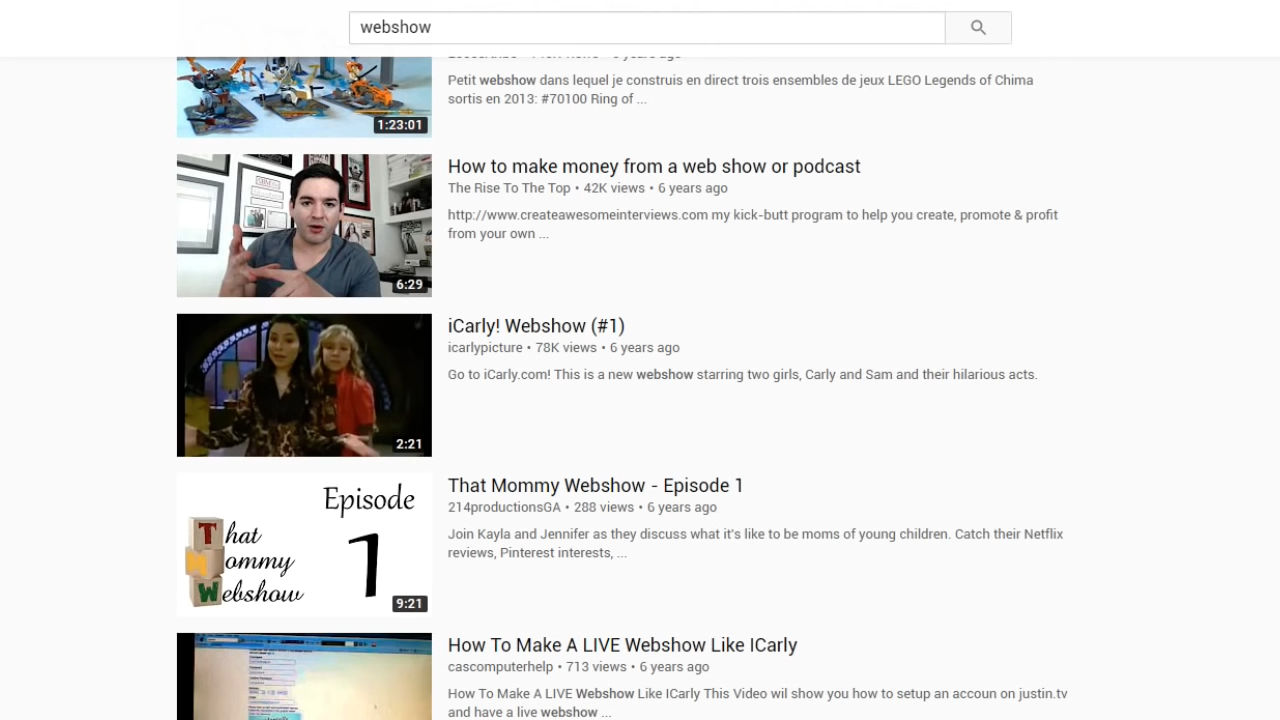 webshow
Petit webshow dans lequel je construis en direct trois ensembles de jeux LEGO Legends of Chima
sortis en 2013: #70100 Ring of ...
1:23:01
How to make money from a web show or podcast
The Rise To The Top • 42K views • 6 years ago
http://www.createawesomeinterviews.com my kick-butt program to help you create, promote & profit
from your own ...
6:29
iCarly! Webshow (#1)
icarlypicture • 78K views • 6 years ago
Go to iCarly.com! This is a new webshow starring two girls, Carly and Sam and their hilarious acts.
2:21
That Mommy Webshow - Episode 1
214productionsGA • 288 views • 6 years ago
Join Kayla and Jennifer as they discuss what it's like to be moms of young children. Catch their Netflix
reviews, Pinterest interests, ...
Episode
1
That
Mommy
Webshow
9:21
How To Make A LIVE Webshow Like ICarly
cascomputerhelp • 713 views • 6 years ago
How To Make A LIVE Webshow Like ICarly This Video wil show you how to setup an accoun on justin.tv
and have a live webshow ...